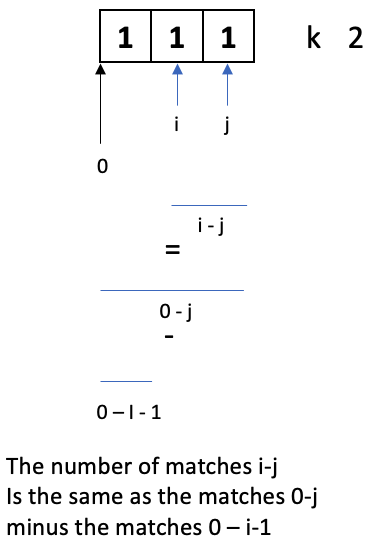 1 1 1 k 2
i j
0
i - j
=
0 - j
-
0 – I - 1
The number of matches i-j
Is the same as the matches 0-j
minus the matches 0 – i-1